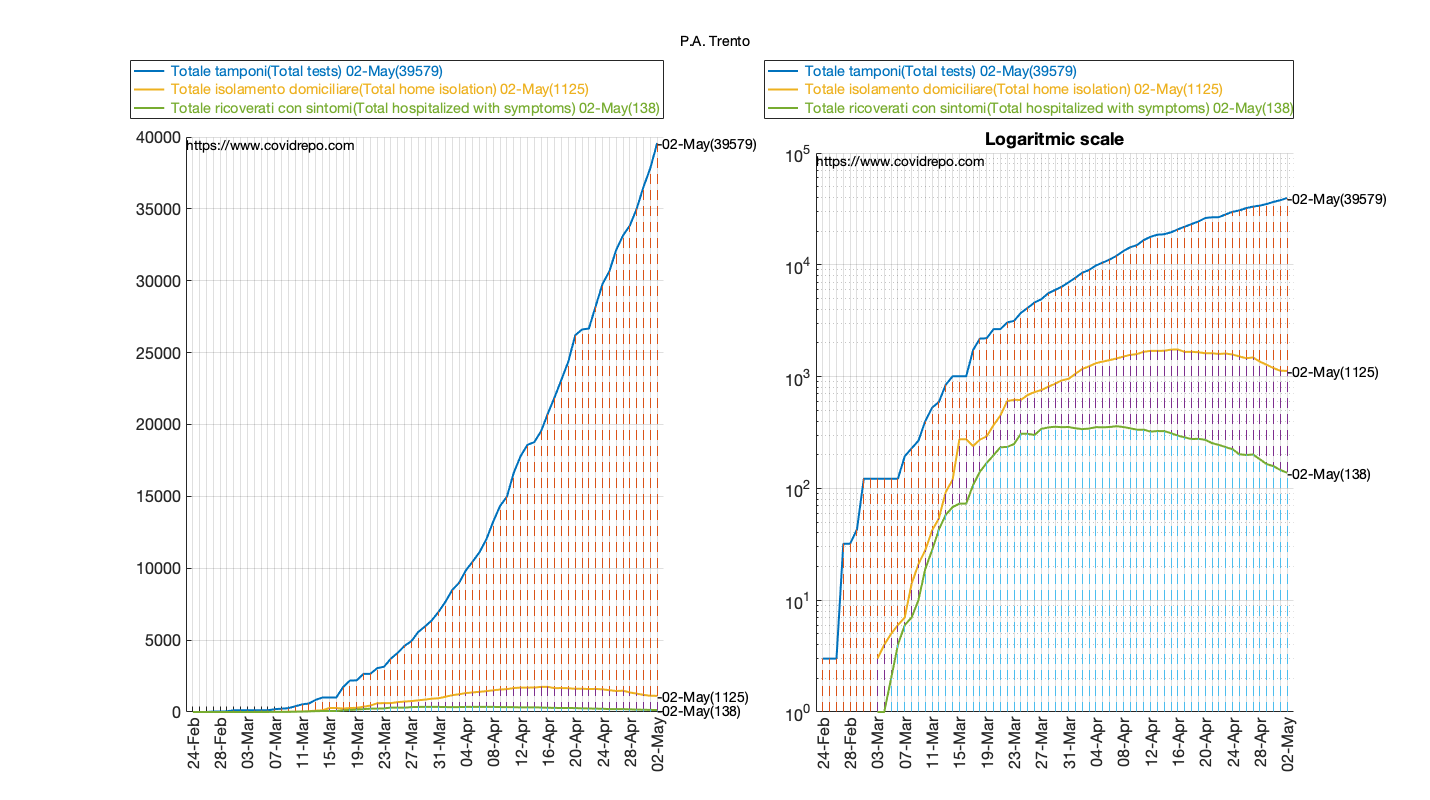 P.A. Trento
Totale tamponi(Total tests) 02-May(39579)
Totale isolamento domiciliare(Total home isolation) 02-May(1125)
Totale ricoverati con sintomi(Total hospitalized with symptoms) 02-May(138)
40000
35000
30000
25000
20000
15000
10000
5000
0
https://www.covidrepo.com
02-May(39579)
02-May(1125)
02-May(138)
24-Feb
28-Feb
03-Mar
07-Mar
11-Mar
15-Mar
19-Mar
23-Mar
27-Mar
31-Mar
04-Apr
08-Apr
12-Apr
16-Apr
20-Apr
24-Apr
28-Apr
02-May
Totale tamponi(Total tests) 02-May(39579)
Totale isolamento domiciliare(Total home isolation) 02-May(1125)
Totale ricoverati con sintomi(Total hospitalized with symptoms) 02-May(138)
Logaritmic scale
10^5
10^4
10^3
10^2
10^1
10^0
https://www.covidrepo.com
02-May(39579)
02-May(1125)
02-May(138)
24-Feb
28-Feb
03-Mar
07-Mar
11-Mar
15-Mar
19-Mar
23-Mar
27-Mar
31-Mar
04-Apr
08-Apr
12-Apr
16-Apr
20-Apr
24-Apr
28-Apr
02-May